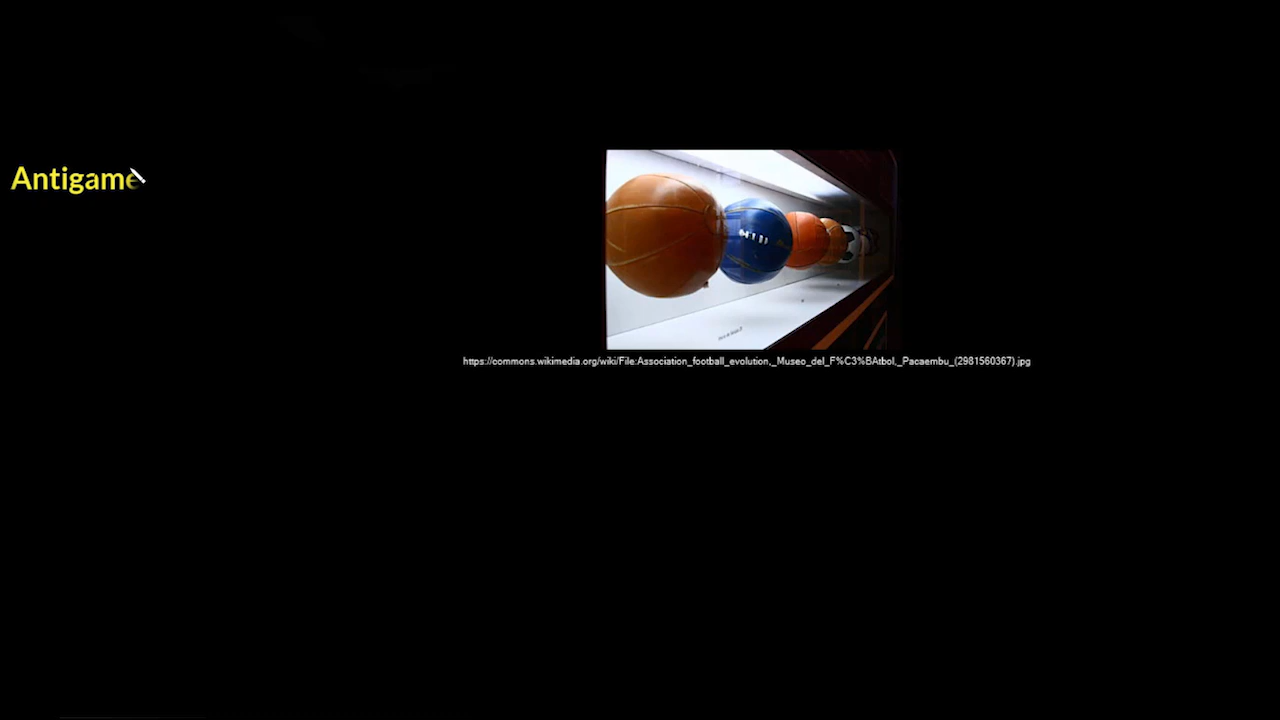 Antigame
https://commons.wikimedia.org/wiki/File:Association_football_evolution,_Museo_del_F%C3%BAtbol,_Pacaembu_(2981560367).jpg